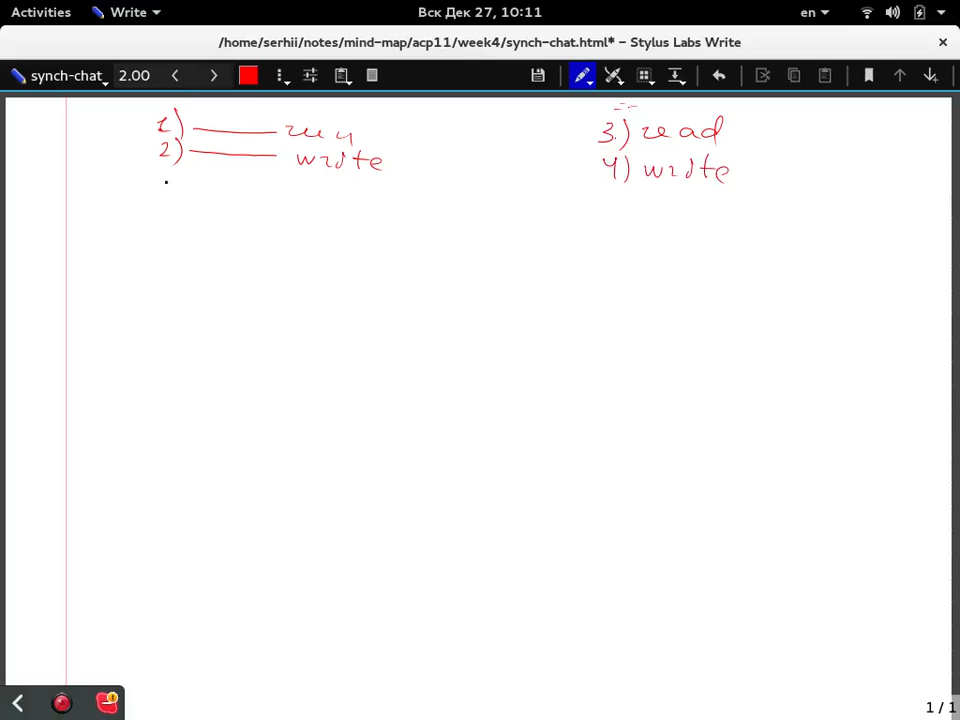 Activities Write Вск Дек 27, 10:11 en
/home/serhii/notes/mind-map/acp11/week4/synch-chat.html* – Stylus Labs Write
synch-chat 2.00
1)
2) write
3.) read
4) write
1
1 / 1